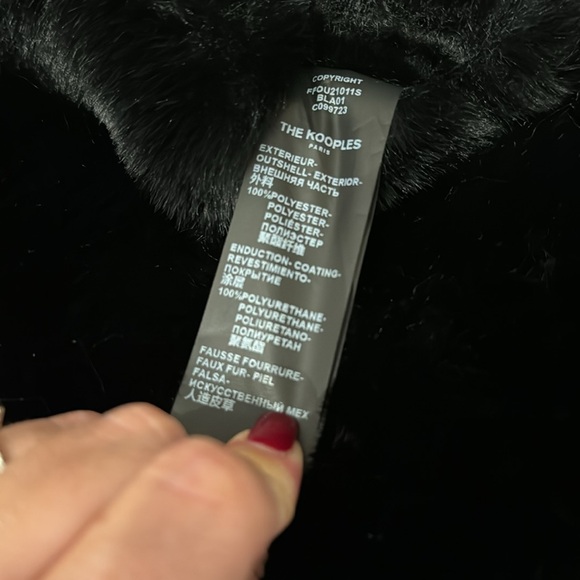 COPYRIGHT
FFOU21011S
BLA01
C099723
THE KOOPLES
PARIS
EXTERIEUR-
OUTSHELL- EXTERIOR-
ВНЕШНЯЯ ЧАСТЬ
外料
100%POLYESTER-
POLYESTER-
POLIÉSTER-
ПОЛИЭСТЕР
聚酯纤维
ENDUCTION- COATING-
REVESTIMIENTO-
ПОКРЫТИЕ
涂层
100%POLYURETHANE-
POLYURETHANE-
POLIURETANO-
ПОЛИУРЕТАН
聚氨酯
FAUSSE FOURRURE-
FAUX FUR- PIEL
FALSA-
ИСКУССТВЕННЫЙ МЕХ
人造皮草